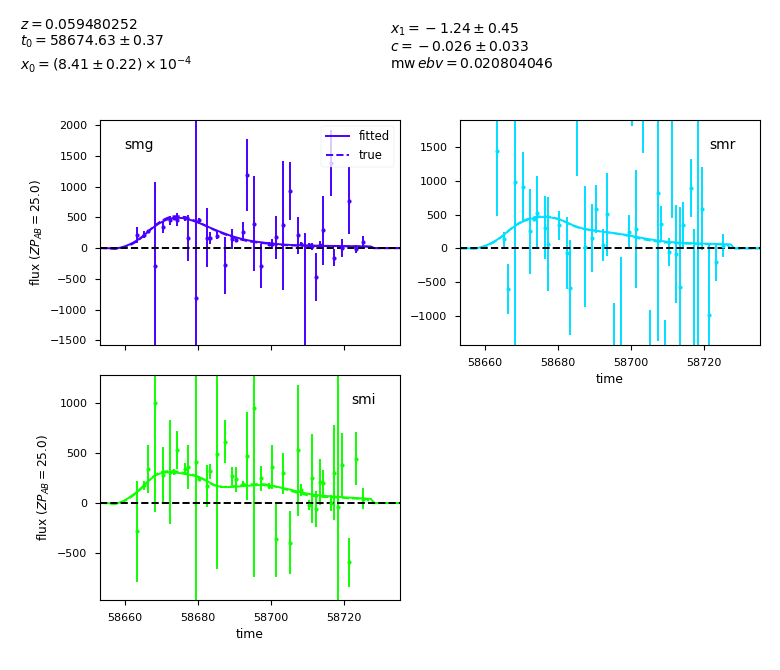 z = 0.059480252
t₀ = 58674.63 ± 0.37
x₀ = (8.41 ± 0.22) × 10⁻⁴
x₁ = −1.24 ± 0.45
c = −0.026 ± 0.033
mw ebv = 0.020804046
smg
fitted
true
2000
1500
1000
500
0
−500
−1000
−1500
flux (ZP_AB = 25.0)
smr
1500
1000
500
0
−500
−1000
58660 58680 58700 58720
time
smi
1000
500
0
−500
flux (ZP_AB = 25.0)
58660 58680 58700 58720
time